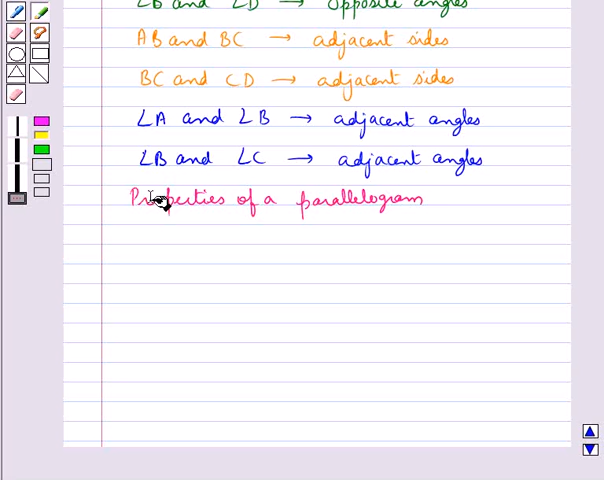 ∠B and ∠D → Opposite angles
AB and BC → adjacent sides
BC and CD → adjacent sides
∠A and ∠B → adjacent angles
∠B and ∠C → adjacent angles
Properties of a parallelogram